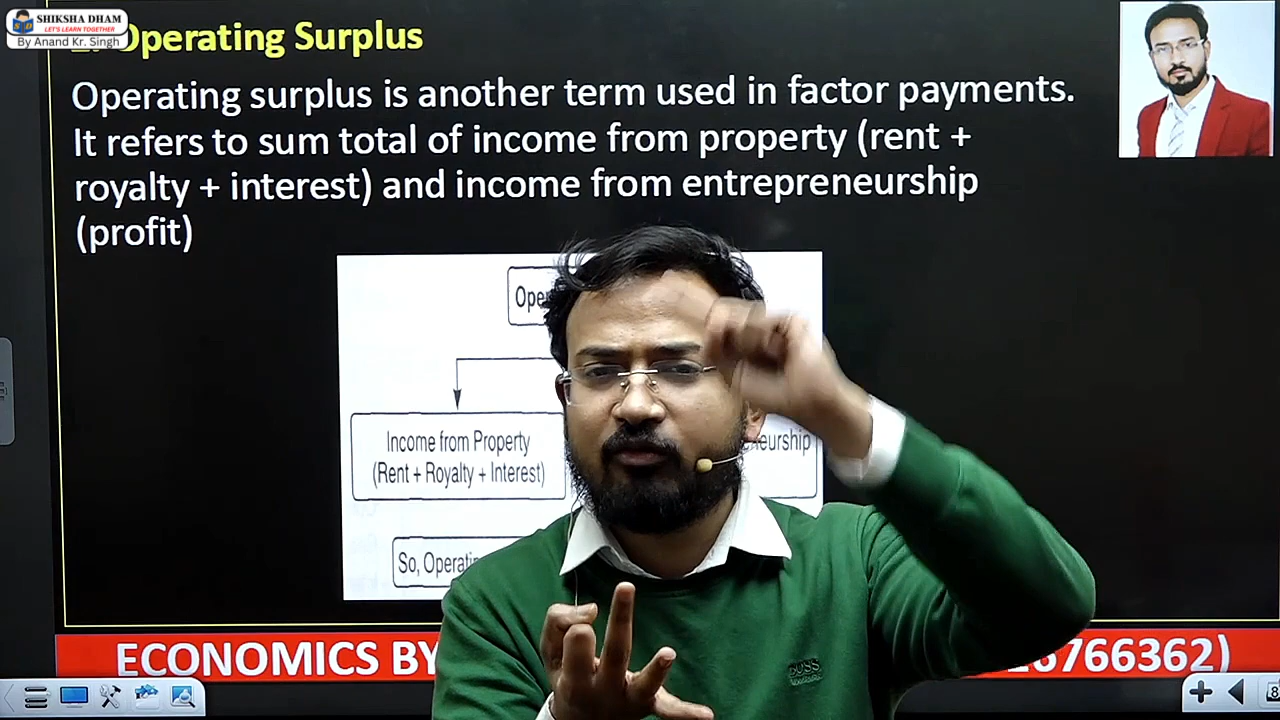 SHIKSHA DHAM
LET'S LEARN TOGETHER
By Anand Kr. Singh
Operating Surplus
Operating surplus is another term used in factor payments.
It refers to sum total of income from property (rent +
royalty + interest) and income from entrepreneurship
(profit)
Income from Property
(Rent + Royalty + Interest)
So,
ECONOMICS BY
6766362)
BOSS